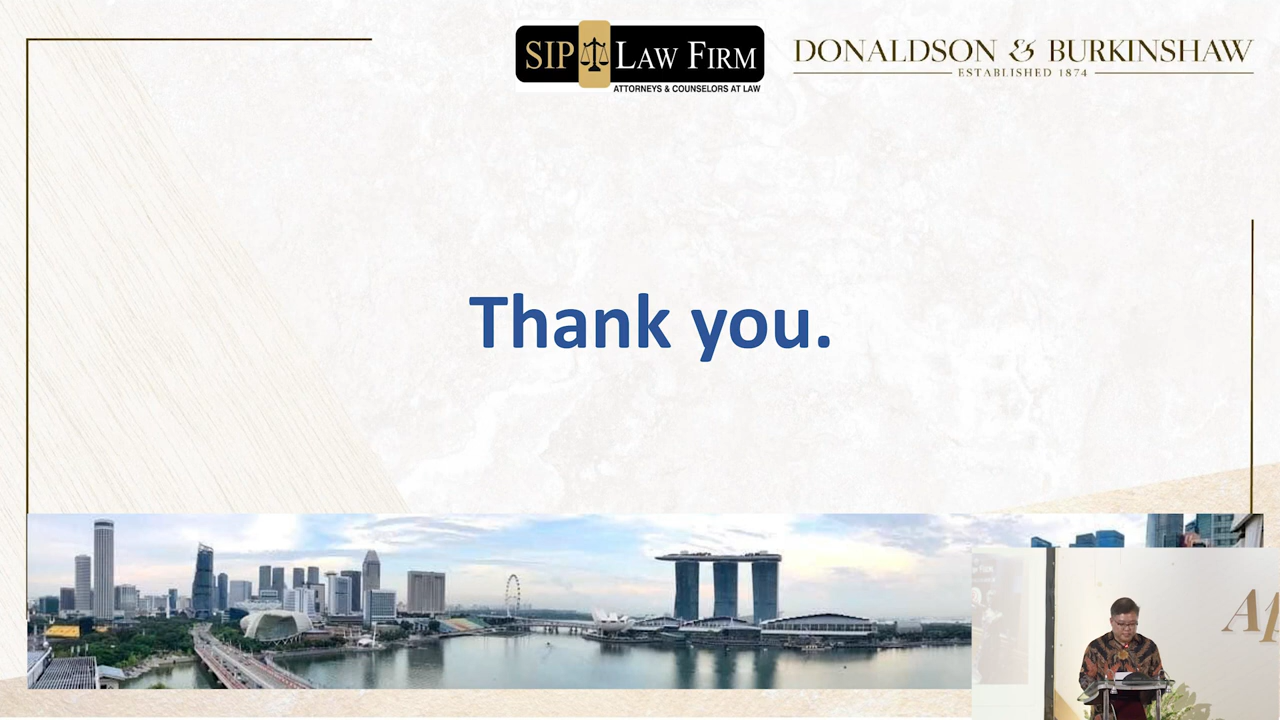 SIP LAW FIRM
ATTORNEYS & COUNSELORS AT LAW
DONALDSON & BURKINSHAW
ESTABLISHED 1874
Thank you.